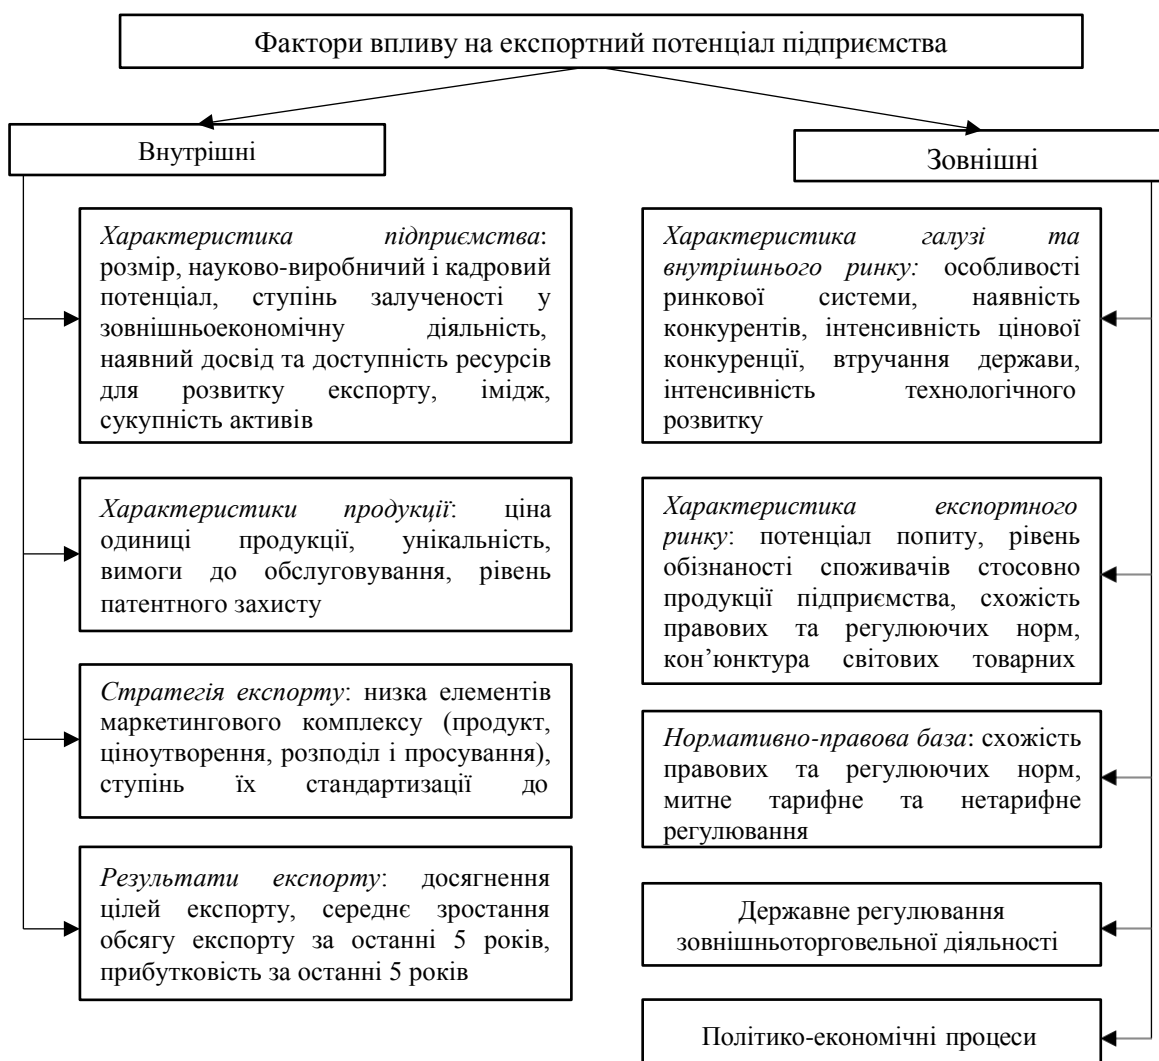 Фактори впливу на експортний потенціал підприємства
Внутрішні
Зовнішні
Характеристика підприємства:
розмір, науково-виробничий і кадровий
потенціал, ступінь залученості у
зовнішньоекономічну діяльність,
наявний досвід та доступність ресурсів
для розвитку експорту, імідж,
сукупність активів
Характеристики продукції: ціна
одиниці продукції, унікальність,
вимоги до обслуговування, рівень
патентного захисту
Стратегія експорту: низка елементів
маркетингового комплексу (продукт,
ціноутворення, розподіл і просування),
ступінь їх стандартизації до
Результати експорту: досягнення
цілей експорту, середнє зростання
обсягу експорту за останні 5 років,
прибутковість за останні 5 років
Характеристика галузі та
внутрішнього ринку: особливості
ринкової системи, наявність
конкурентів, інтенсивність цінової
конкуренції, втручання держави,
інтенсивність технологічного
розвитку
Характеристика експортного
ринку: потенціал попиту, рівень
обізнаності споживачів стосовно
продукції підприємства, схожість
правових та регулюючих норм,
кон’юнктура світових товарних
Нормативно-правова база: схожість
правових та регулюючих норм,
митне тарифне та нетарифне
регулювання
Державне регулювання
зовнішньоторговельної діяльності
Політико-економічні процеси